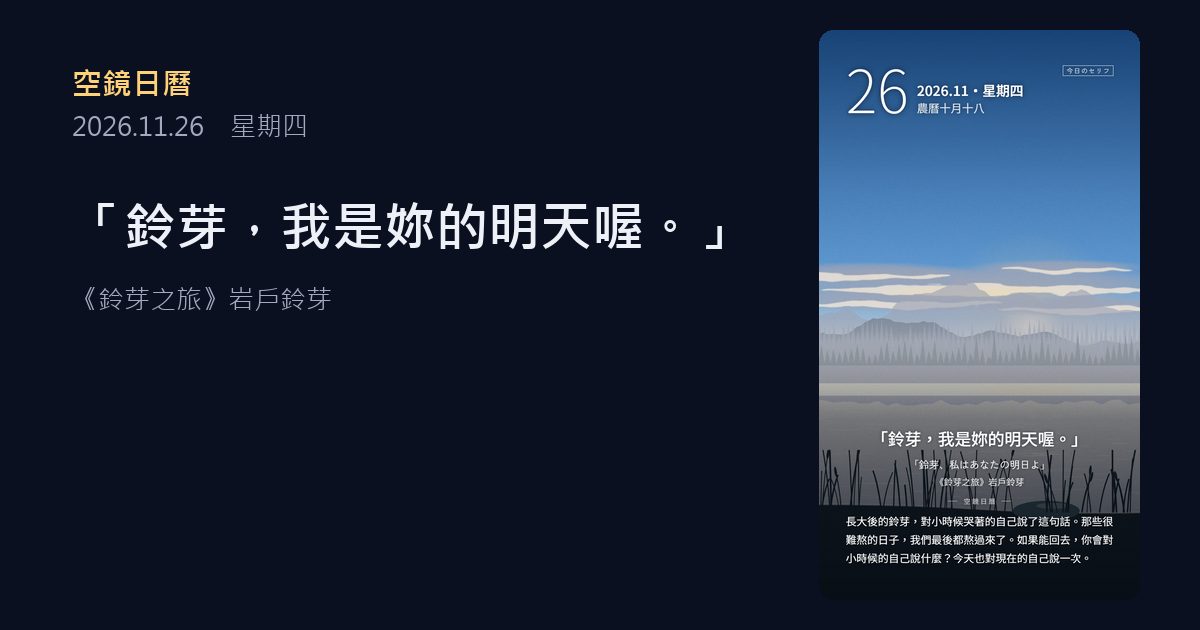 空鏡日曆
2026.11.26 星期四
「鈴芽，我是妳的明天喔。」
《鈴芽之旅》岩戶鈴芽
26
2026.11・星期四
農曆十月十八
今日のセリフ
「鈴芽，我是妳的明天喔。」
「鈴芽、私はあなたの明日よ」
《鈴芽之旅》岩戶鈴芽
— 空鏡日曆 —
長大後的鈴芽，對小時候哭著的自己說了這句話。那些很
難熬的日子，我們最後都熬過來了。如果能回去，你會對
小時候的自己說什麼？今天也對現在的自己說一次。